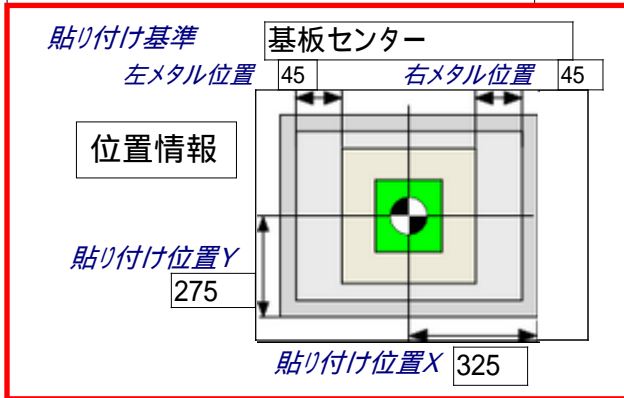 貼り付け基準 基板センター
左メタル位置 45 右メタル位置 45
位置情報
貼り付け位置Y
275
貼り付け位置X 325